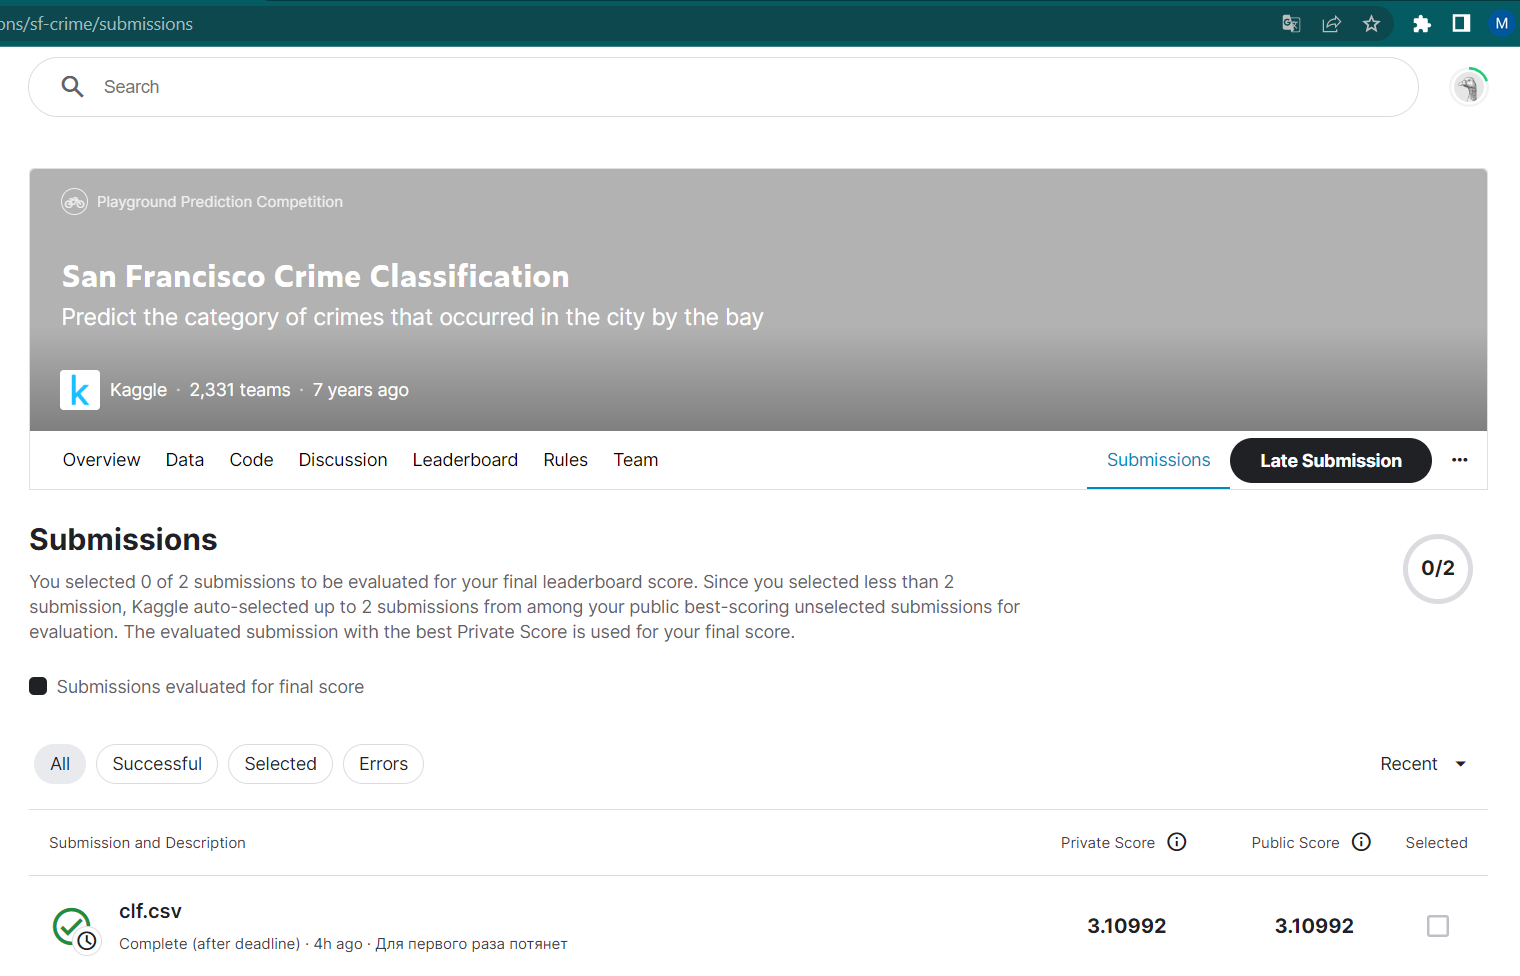 ons/sf-crime/submissions
M
Search
Playground Prediction Competition
San Francisco Crime Classification
Predict the category of crimes that occurred in the city by the bay
k Kaggle · 2,331 teams · 7 years ago
Overview Data Code Discussion Leaderboard Rules Team Submissions Late Submission
Submissions
0/2
You selected 0 of 2 submissions to be evaluated for your final leaderboard score. Since you selected less than 2
submission, Kaggle auto-selected up to 2 submissions from among your public best-scoring unselected submissions for
evaluation. The evaluated submission with the best Private Score is used for your final score.
Submissions evaluated for final score
All Successful Selected Errors Recent
Submission and Description Private Score Public Score Selected
clf.csv
3.10992 3.10992
Complete (after deadline) · 4h ago · Для первого раза потянет